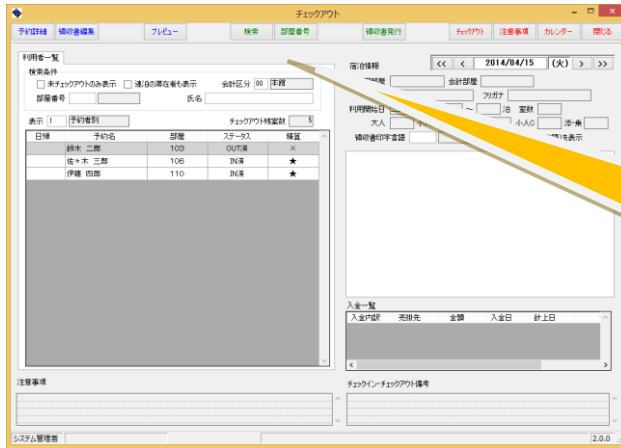 チェックアウト
予約詳細 領収書編集 プレビュー 検索 部屋番号 領収書発行 チェックアウト 注意事項 カレンダー 閉じる
利用者一覧
検索条件
未チェックアウトのみ表示 連泊の滞在者も表示 会計区分 00 本館
部屋番号 氏名
表示 1 予約者別 チェックアウト残室数 5
日帰 予約名 部屋 ステータス 精算
鈴木 二郎 103 OUT済 ×
佐々木 三郎 106 IN済 ★
伊藤 四郎 110 IN済 ★
宿泊情報 << < 2014/04/15 (火) > >>
会計部屋
フリガナ
利用開始日 ~ 泊 室数
大人 小人C 添・乗
領収書印字言語 を表示
入金一覧
入金内訳 売掛先 金額 入金日 計上日
注意事項
チェックイン・チェックアウト備考
システム管理者 2.0.0